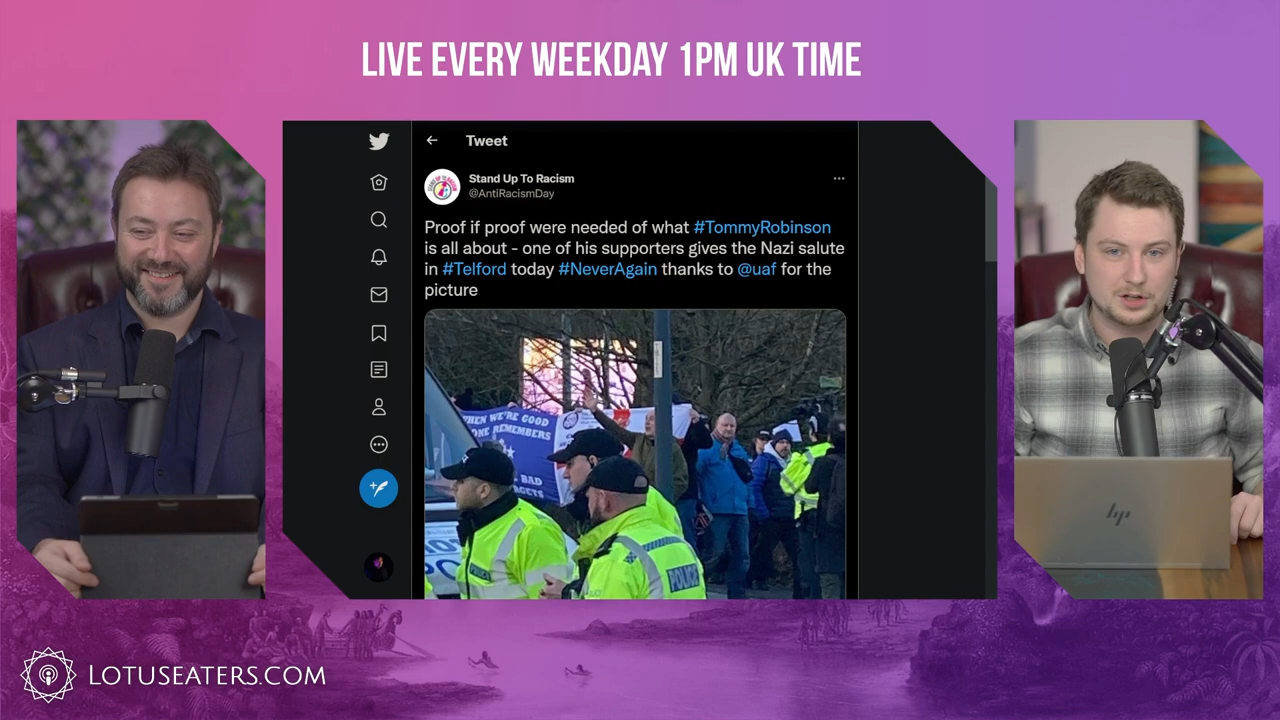 LIVE EVERY WEEKDAY 1PM UK TIME
Tweet
Stand Up To Racism
@AntiRacismDay
Proof if proof were needed of what #TommyRobinson
is all about - one of his supporters gives the Nazi salute
in #Telford today #NeverAgain thanks to @uaf for the
picture
WHEN WE'RE GOOD
ONE REMEMBERS
BAD
POLICE
hp
LOTUSEATERS.COM